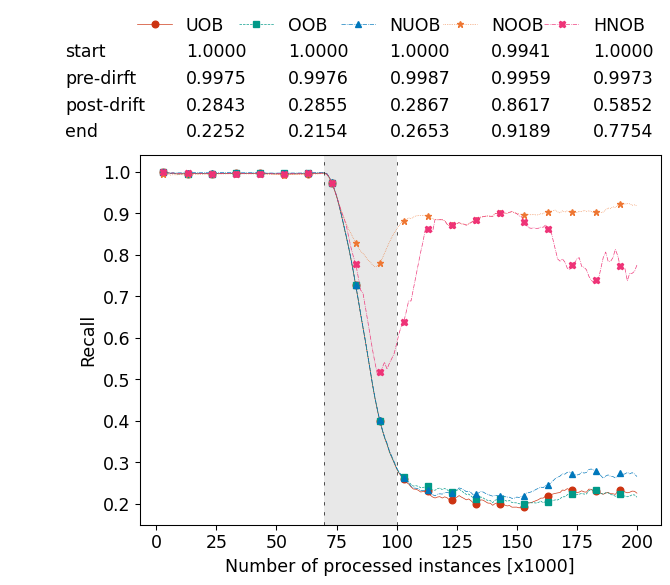 UOB OOB NUOB NOOB HNOB
start 1.0000 1.0000 1.0000 0.9941 1.0000
pre-dirft 0.9975 0.9976 0.9987 0.9959 0.9973
post-drift 0.2843 0.2855 0.2867 0.8617 0.5852
end 0.2252 0.2154 0.2653 0.9189 0.7754
1.0
0.9
0.8
0.7
0.6
0.5
0.4
0.3
0.2
Recall
0 25 50 75 100 125 150 175 200
Number of processed instances [x1000]